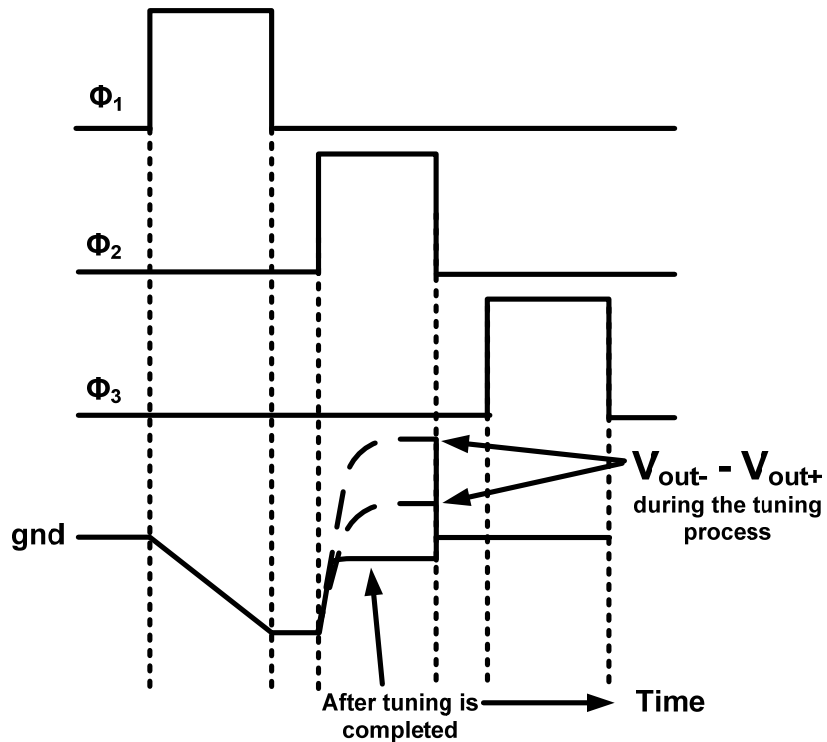 Φ1
Φ2
Φ3
Vout- - Vout+
during the tuning
process
gnd
After tuning is
completed
Time